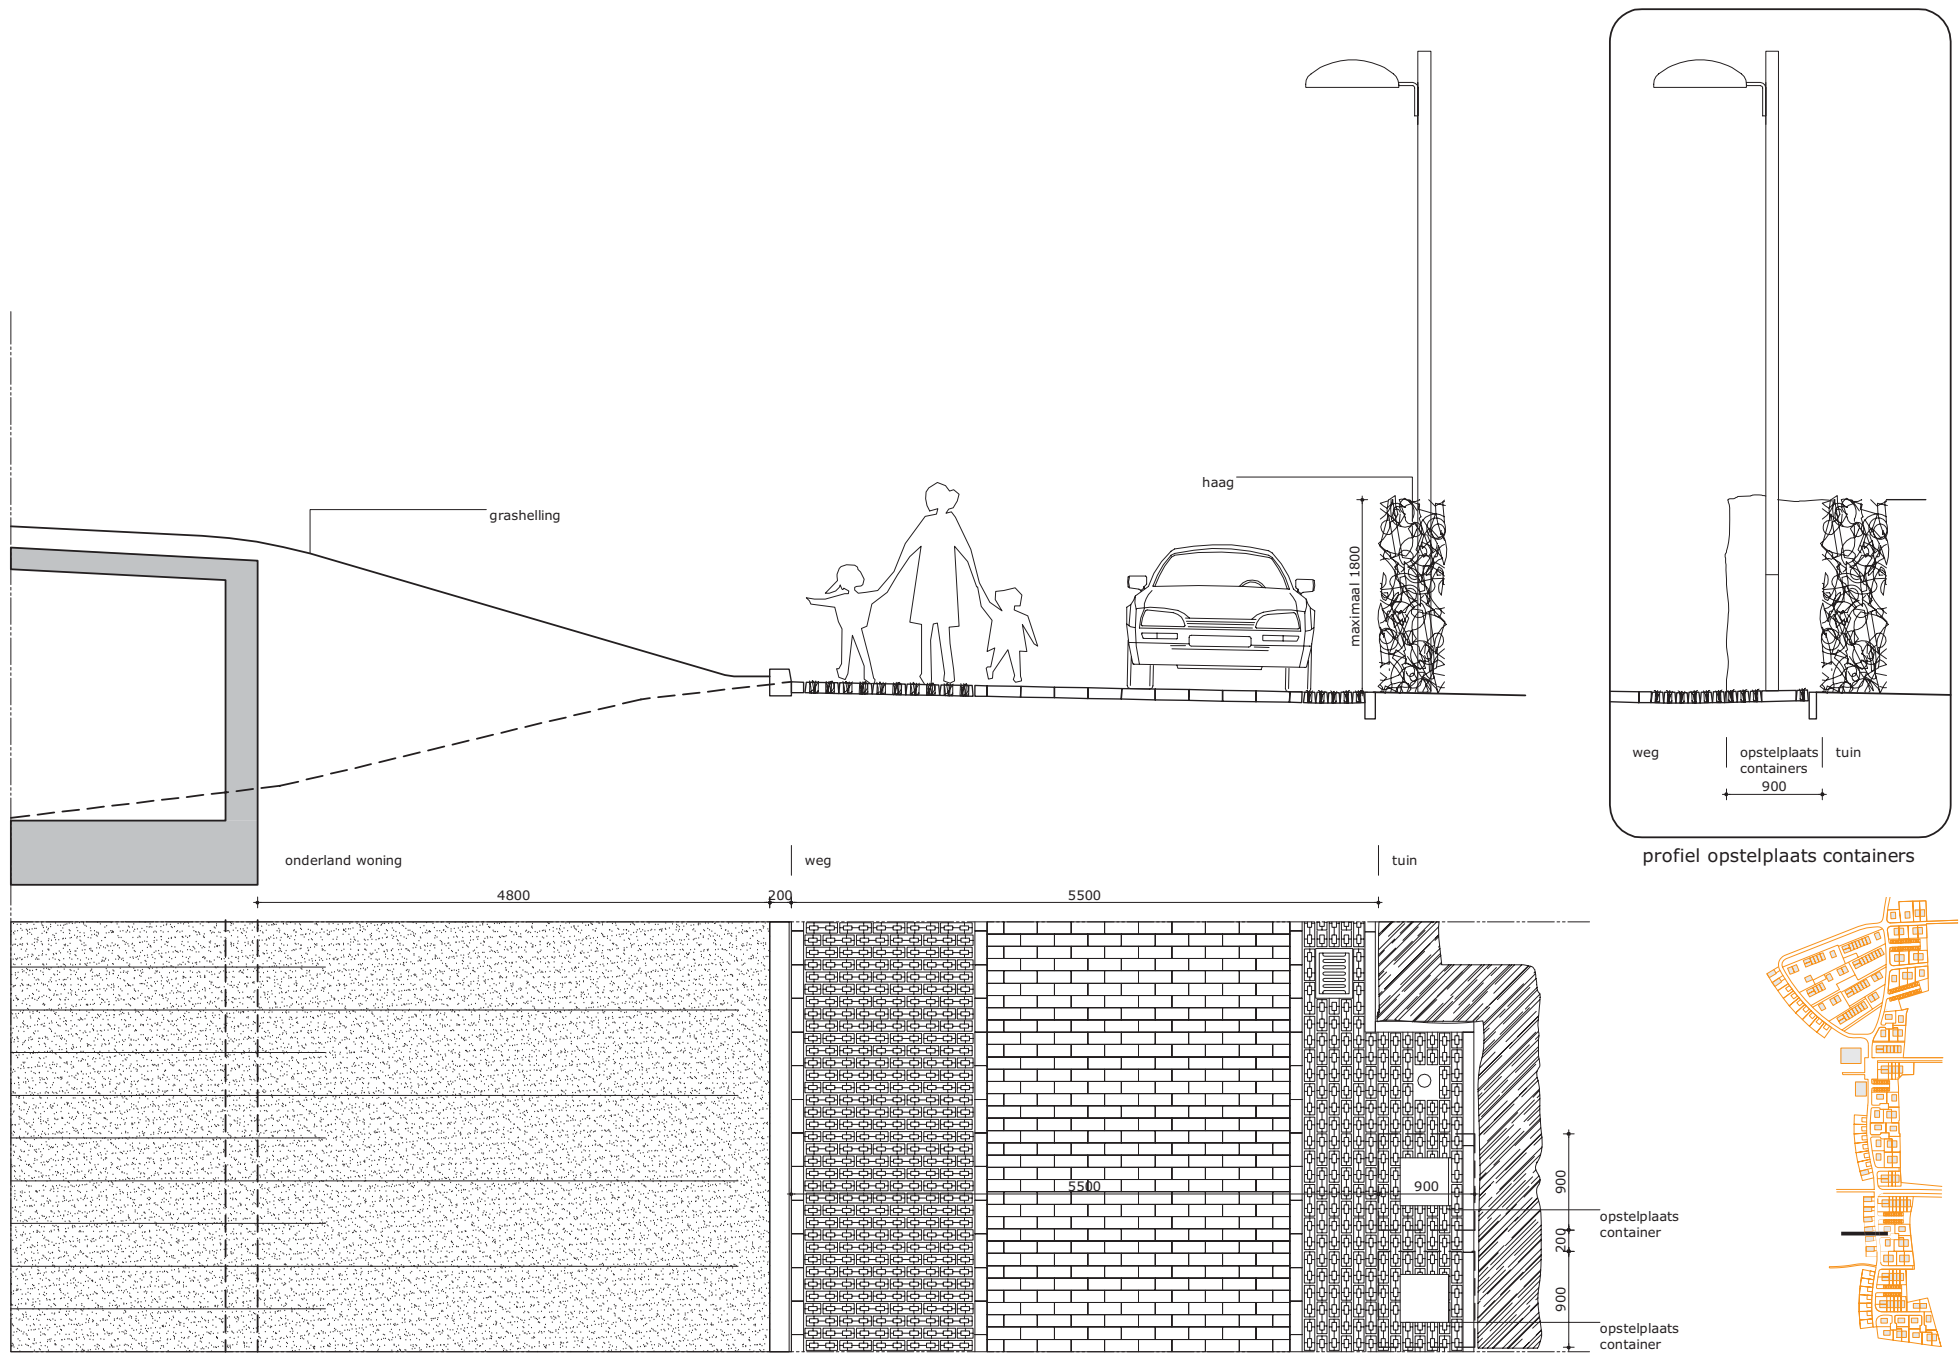 haag
grashelling
maximaal 1800
weg
opstelplaats
containers
tuin
900
profiel opstelplaats containers
onderland woning
weg
tuin
4800
200
5500
5500
900
900
200
900
opstelplaats
container
opstelplaats
container